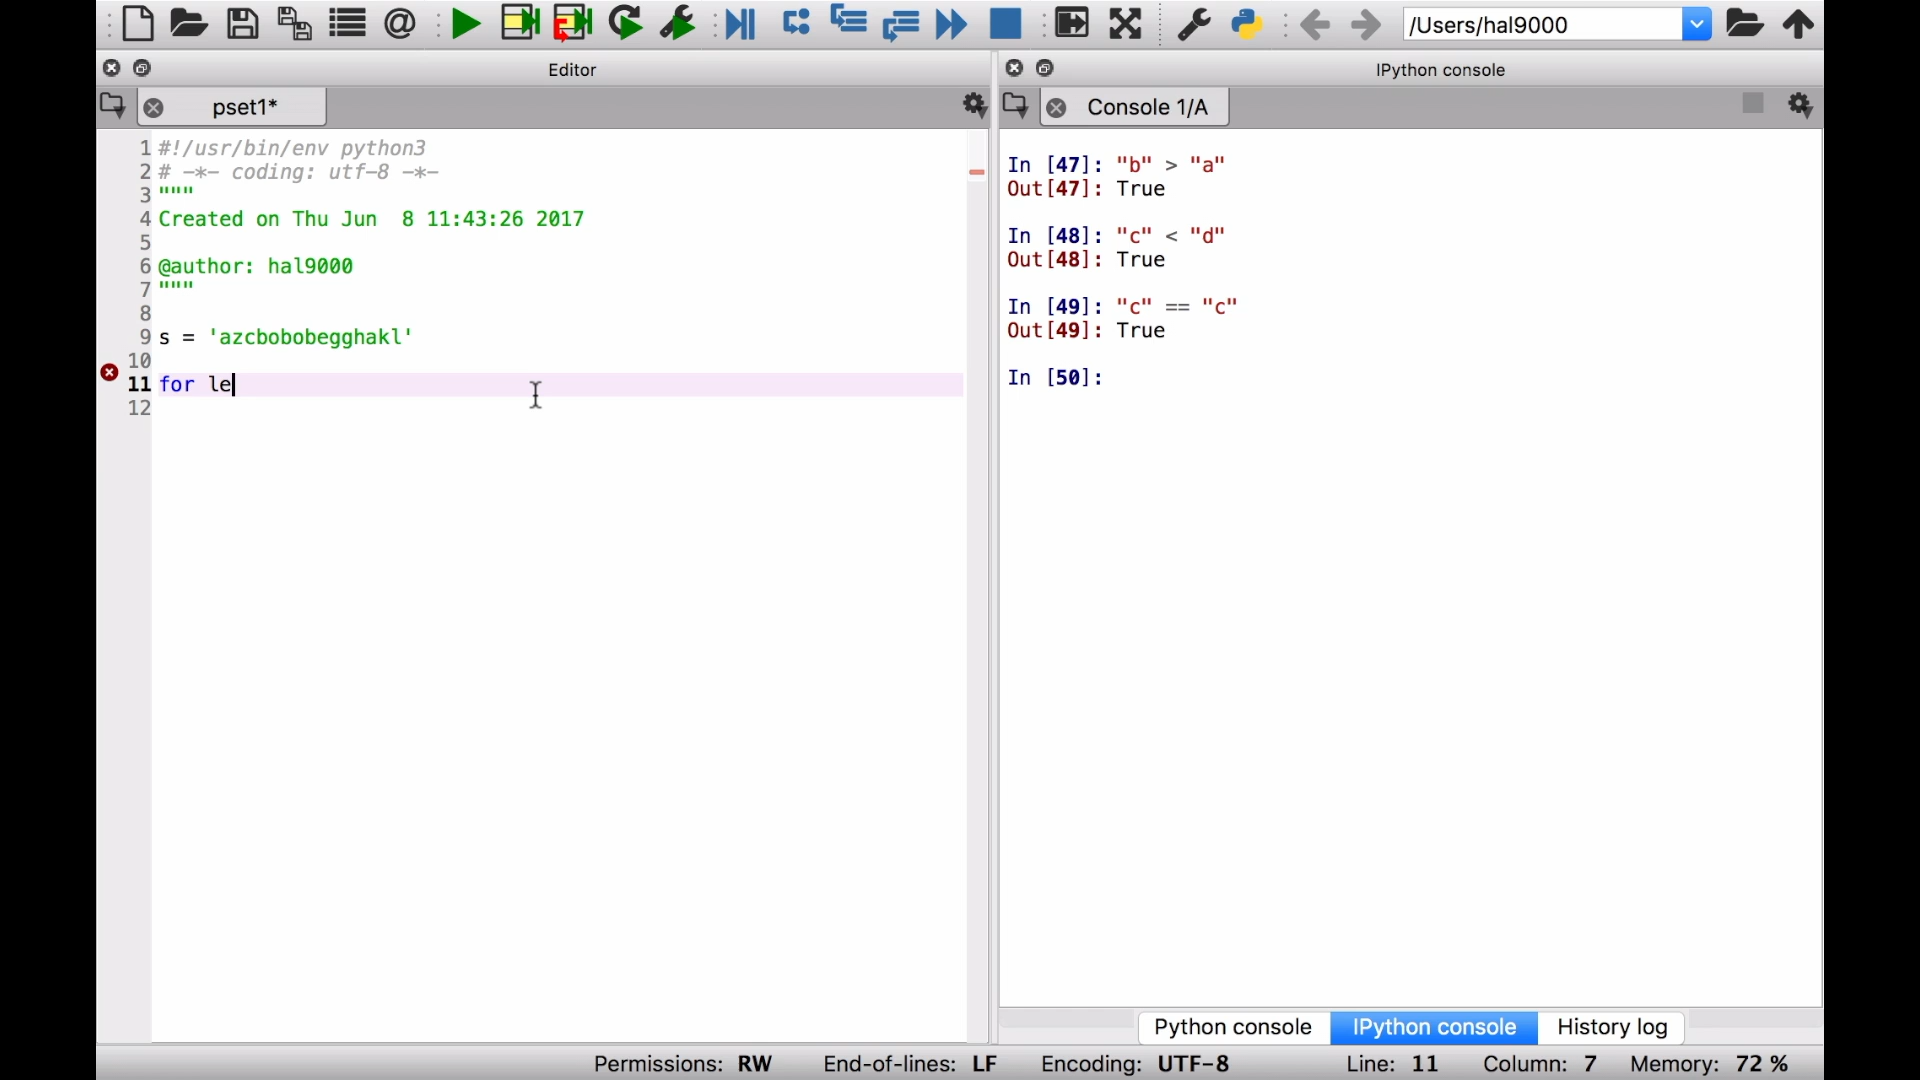 /Users/hal9000
Editor
IPython console
pset1*
Console 1/A
1 #!/usr/bin/env python3
2 # -*- coding: utf-8 -*-
3 """
4 Created on Thu Jun  8 11:43:26 2017
5
6 @author: hal9000
7 """
8
9 s = 'azcbobobegghakl'
10
11 for le
12
In [47]: "b" > "a"
Out[47]: True
In [48]: "c" < "d"
Out[48]: True
In [49]: "c" == "c"
Out[49]: True
In [50]:
Python console IPython console History log
Permissions: RW End-of-lines: LF Encoding: UTF-8 Line: 11 Column: 7 Memory: 72 %